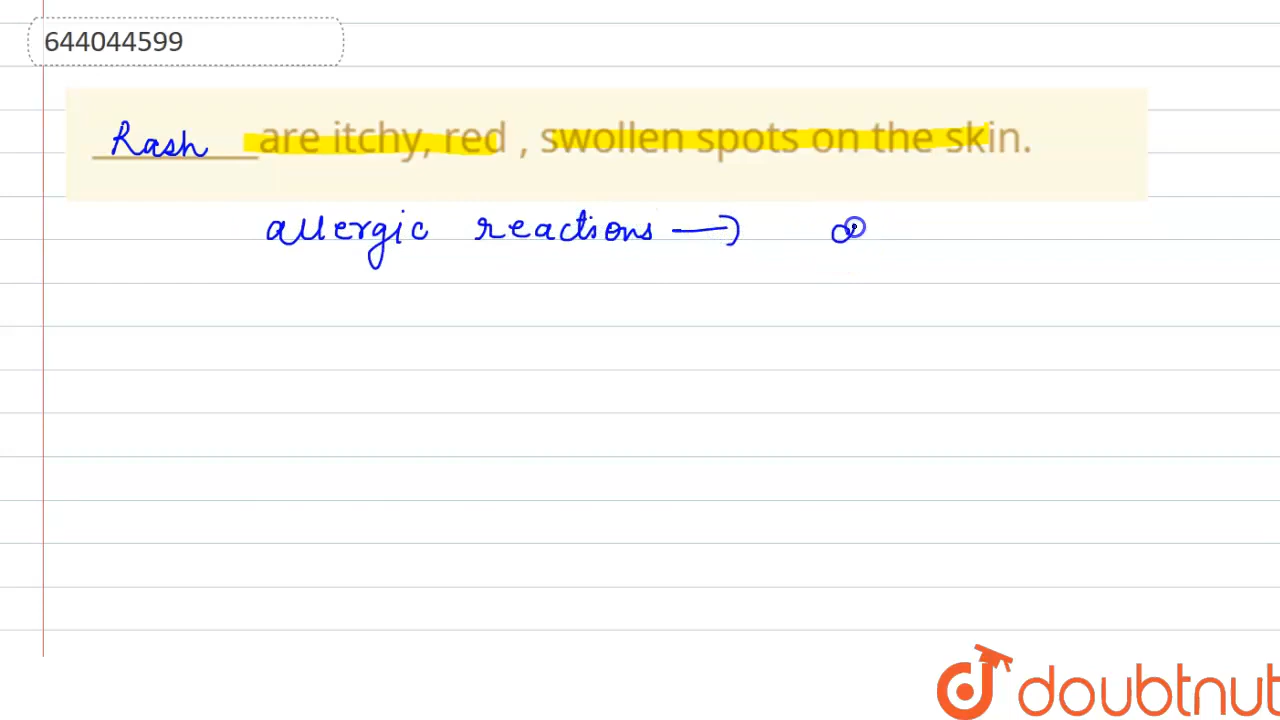 644044599
Rash are itchy, red , swollen spots on the skin.
allergic reactions →
doubtnut